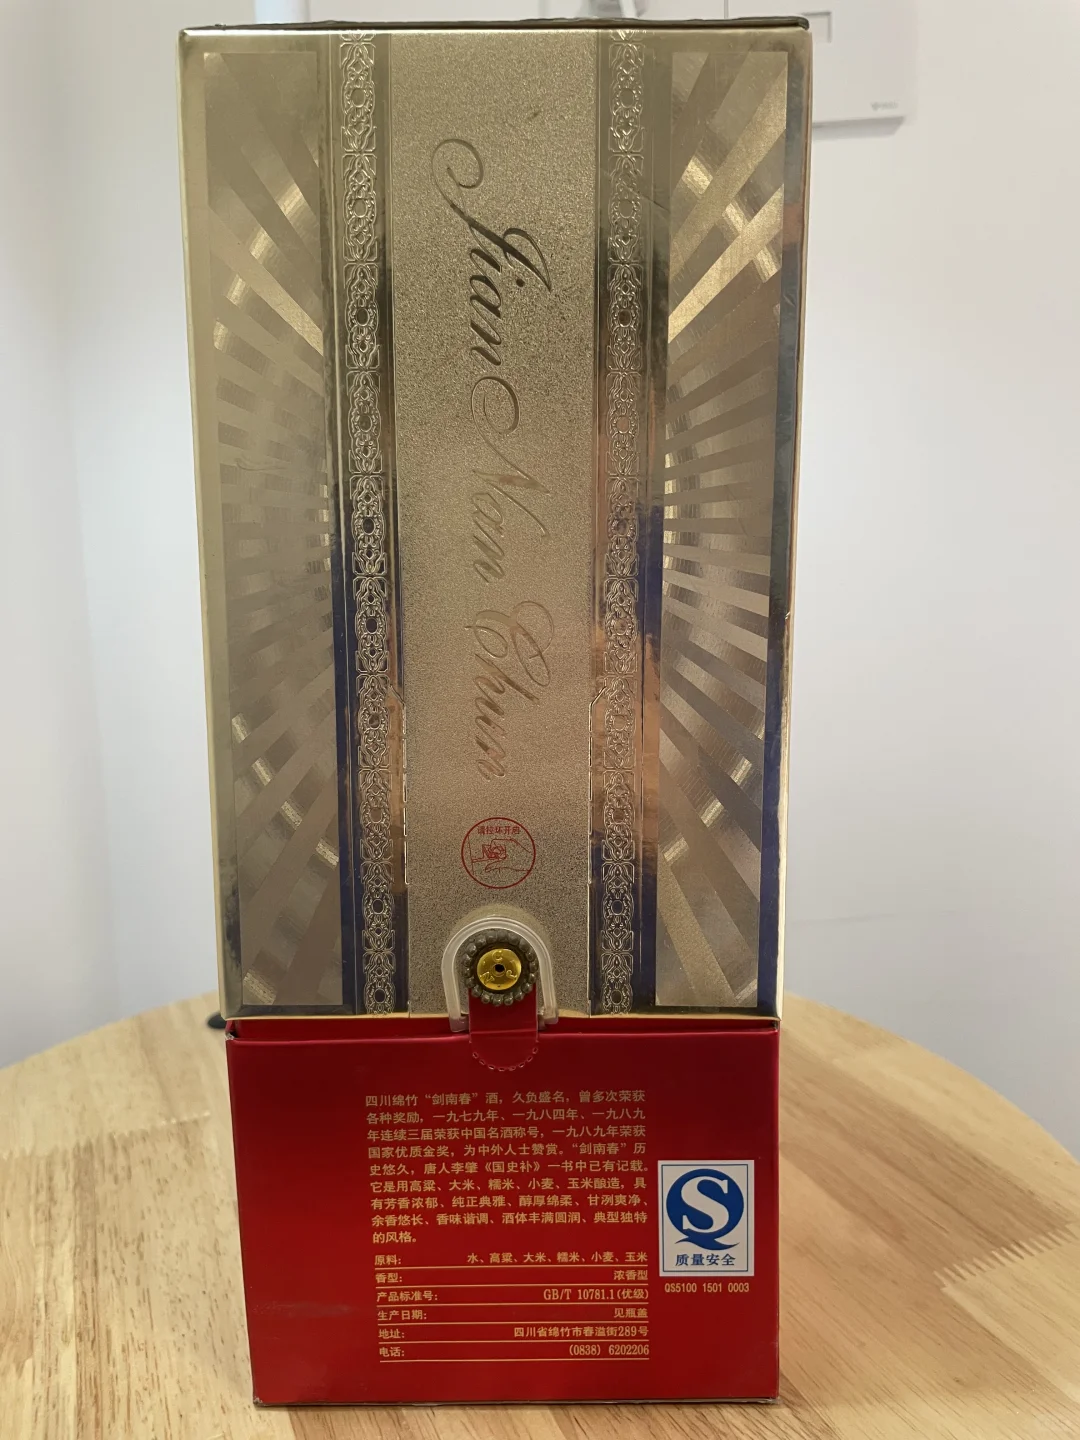 Jian Nan Chun
请拉环开启
四川绵竹“剑南春”酒，久负盛名，曾多次荣获
各种奖励，一九七九年、一九八四年、一九八九
年连续三届荣获中国名酒称号，一九八九年荣获
国家优质金奖，为中外人士赞赏。“剑南春”历
史悠久，唐人李肇《国史补》一书中已有记载。
它是用高粱、大米、糯米、小麦、玉米酿造，具
有芳香浓郁、纯正典雅、醇厚绵柔、甘洌爽净、
余香悠长、香味谐调、酒体丰满圆润、典型独特
的风格。
原料： 水、高粱、大米、糯米、小麦、玉米
香型： 浓香型
产品标准号： GB/T 10781.1(优级)
生产日期： 见瓶盖
地址： 四川省绵竹市春溢街289号
电话： (0838) 6202206
质量安全
QS5100 1501 0003